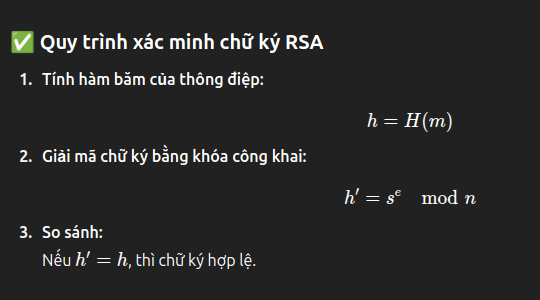 ✅ Quy trình xác minh chữ ký RSA
1. Tính hàm băm của thông điệp:
h = H(m)
2. Giải mã chữ ký bằng khóa công khai:
h′ = sᵉ mod n
3. So sánh:
Nếu h′ = h, thì chữ ký hợp lệ.